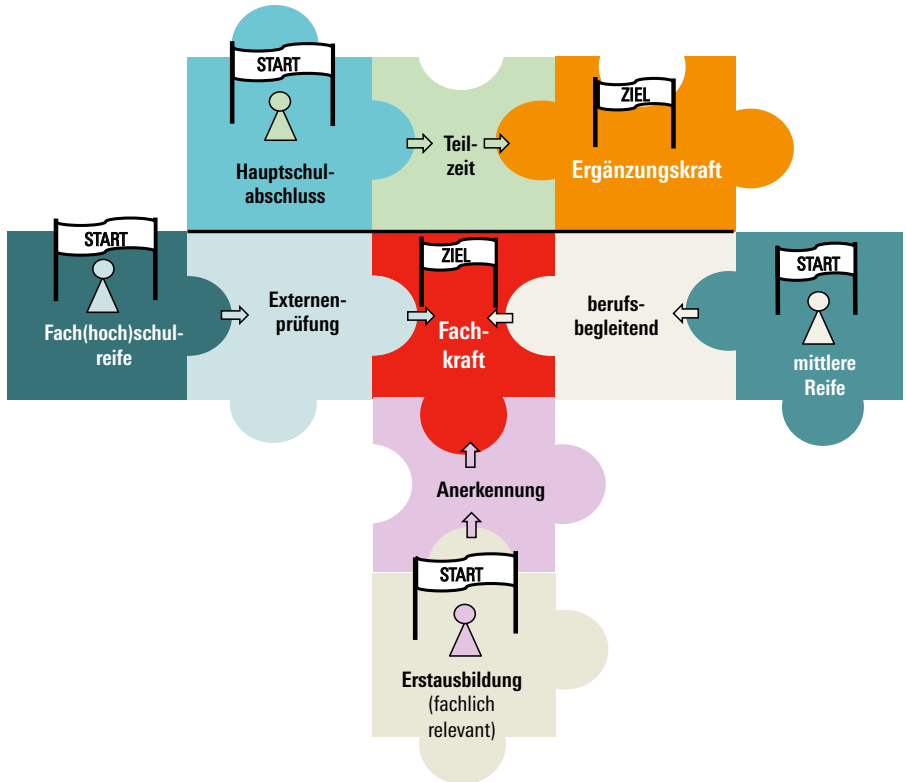 START
Hauptschul-
abschluss
Teil-
zeit
ZIEL
Ergänzungskraft
START
Fach(hoch)schul-
reife
Externen-
prüfung
ZIEL
Fach-
kraft
berufs-
begleitend
START
mittlere
Reife
Anerkennung
START
Erstausbildung
(fachlich
relevant)